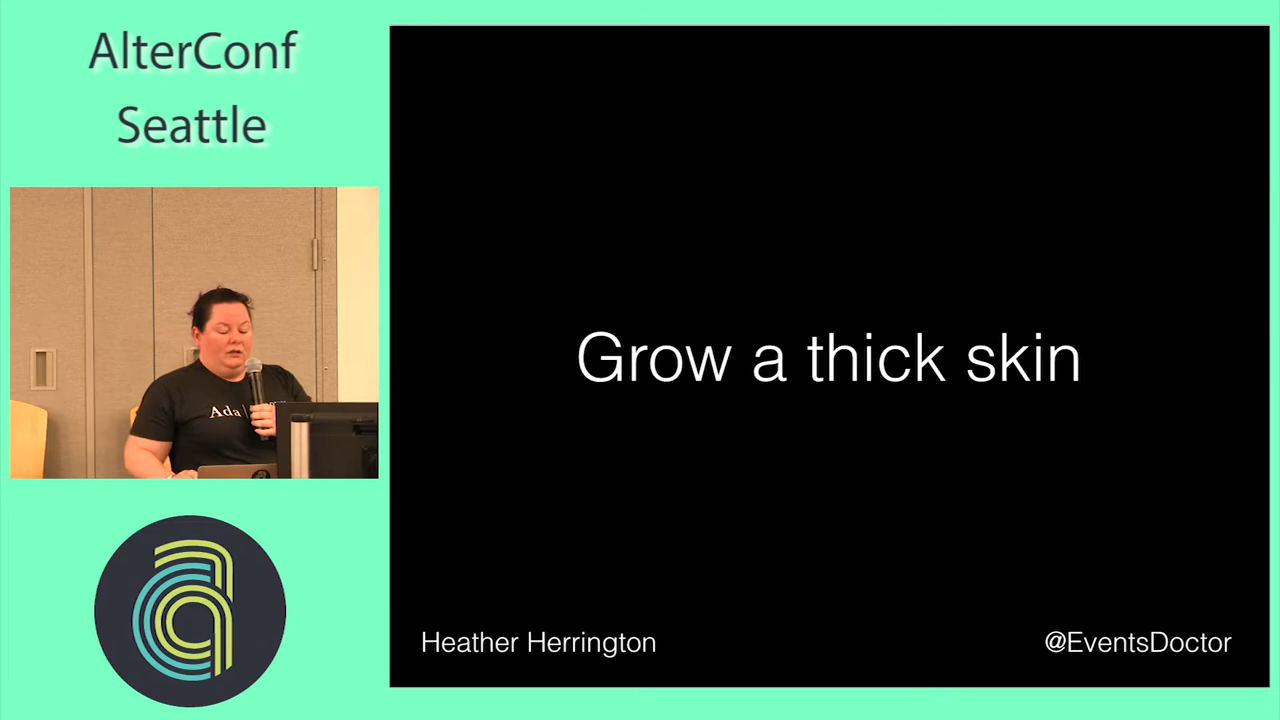 AlterConf
Seattle
Ada
Grow a thick skin
Heather Herrington
@EventsDoctor